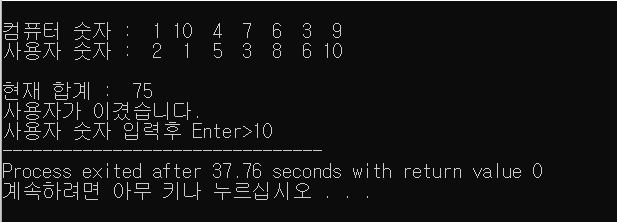 컴퓨터 숫자 : 1 10 4 7 6 3 9
사용자 숫자 : 2 1 5 3 8 6 10
현재 합계 : 75
사용자가 이겼습니다.
사용자 숫자 입력후 Enter>10
--------------------------------
Process exited after 37.76 seconds with return value 0
계속하려면 아무 키나 누르십시오 . . .